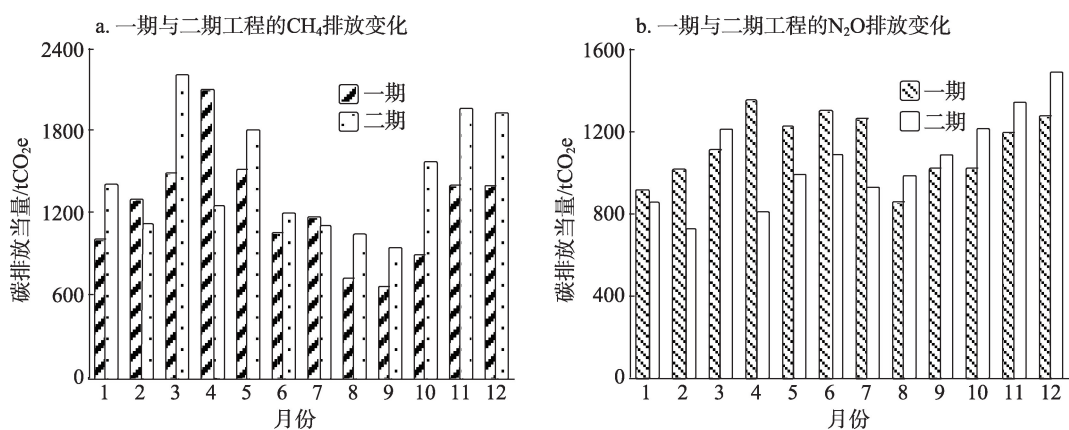 a. 一期与二期工程的CH₄排放变化
碳排放当量/tCO₂e
2400
1800
1200
600
0
一期
二期
1 2 3 4 5 6 7 8 9 10 11 12
月份
b. 一期与二期工程的N₂O排放变化
碳排放当量/tCO₂e
1600
1200
800
400
0
一期
二期
1 2 3 4 5 6 7 8 9 10 11 12
月份